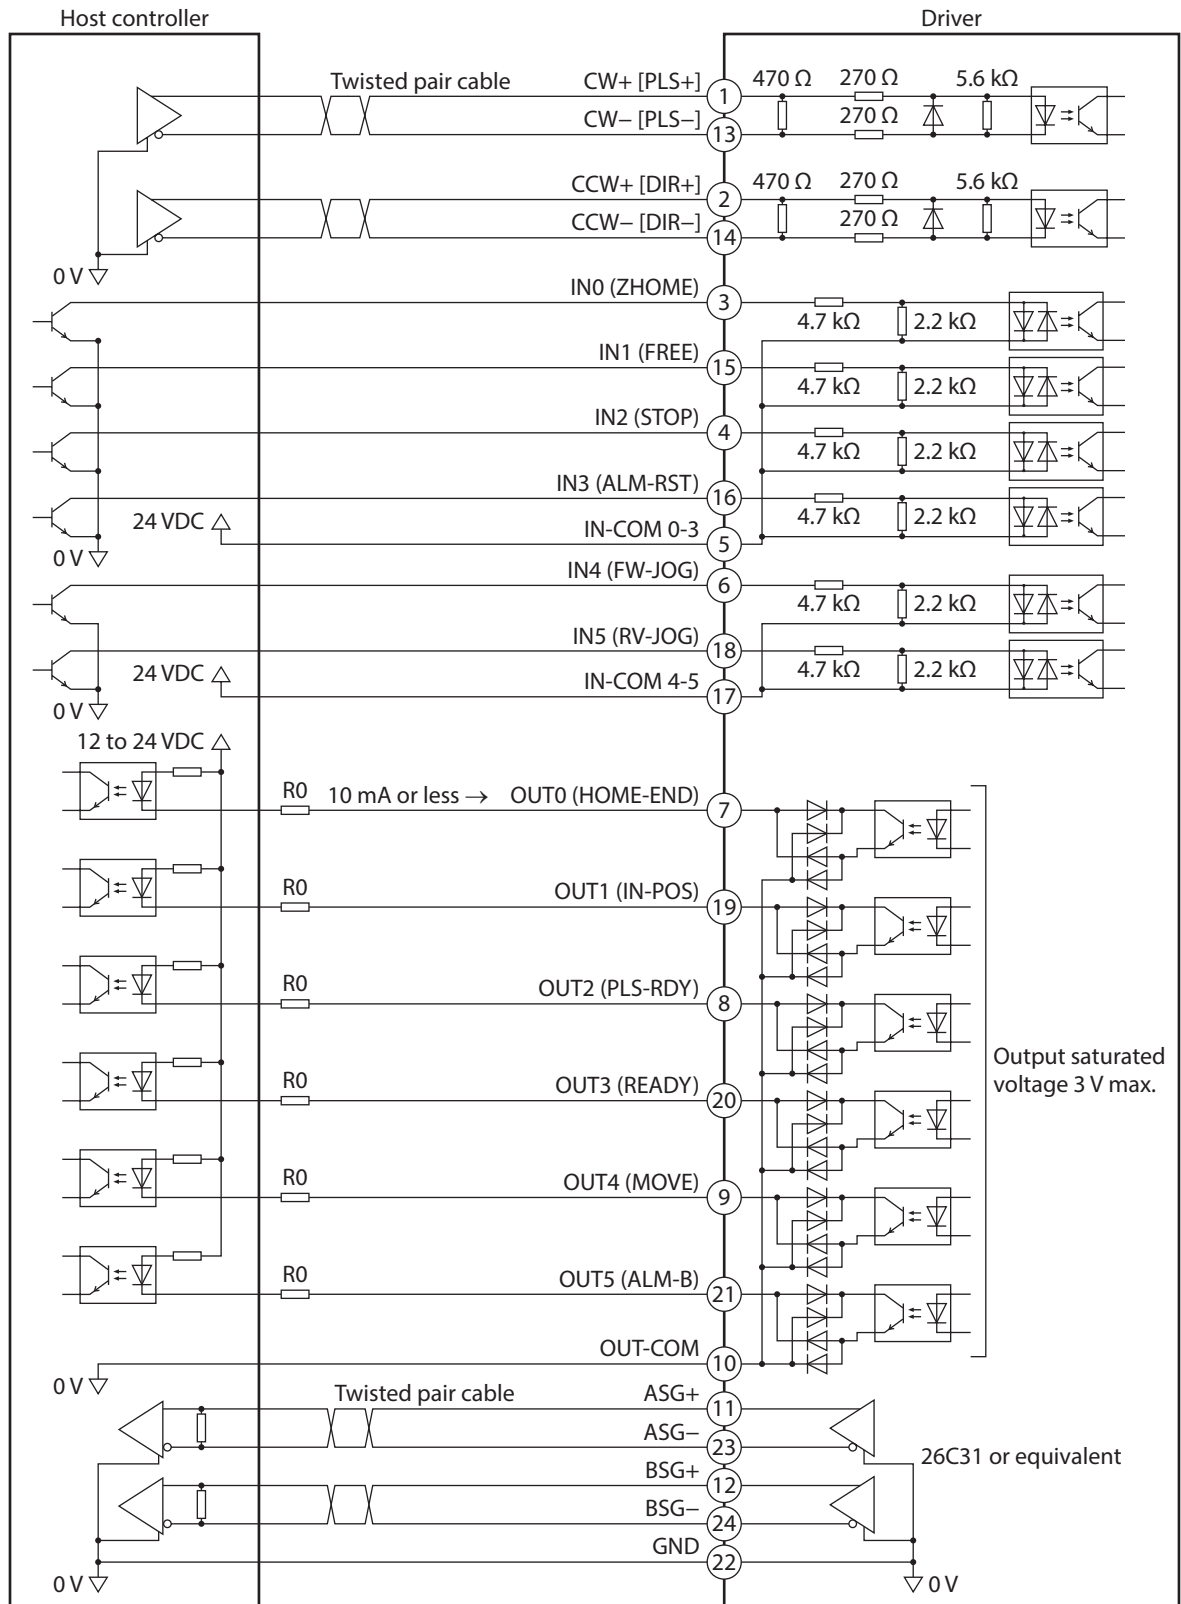 Host controller
Driver
Twisted pair cable
CW+ [PLS+]
1
470 Ω
270 Ω
5.6 kΩ
CW− [PLS−]
13
270 Ω
CCW+ [DIR+]
2
470 Ω
270 Ω
5.6 kΩ
CCW− [DIR−]
14
270 Ω
0 V
IN0 (ZHOME)
3
4.7 kΩ
2.2 kΩ
IN1 (FREE)
15
4.7 kΩ
2.2 kΩ
IN2 (STOP)
4
4.7 kΩ
2.2 kΩ
IN3 (ALM-RST)
16
4.7 kΩ
2.2 kΩ
24 VDC
IN-COM 0-3
5
0 V
IN4 (FW-JOG)
6
4.7 kΩ
2.2 kΩ
IN5 (RV-JOG)
18
4.7 kΩ
2.2 kΩ
24 VDC
IN-COM 4-5
17
0 V
12 to 24 VDC
R0
10 mA or less →
OUT0 (HOME-END)
7
R0
OUT1 (IN-POS)
19
R0
OUT2 (PLS-RDY)
8
Output saturated
voltage 3 V max.
R0
OUT3 (READY)
20
R0
OUT4 (MOVE)
9
R0
OUT5 (ALM-B)
21
OUT-COM
10
0 V
Twisted pair cable
ASG+
11
ASG−
23
26C31 or equivalent
BSG+
12
BSG−
24
GND
22
0 V
0 V